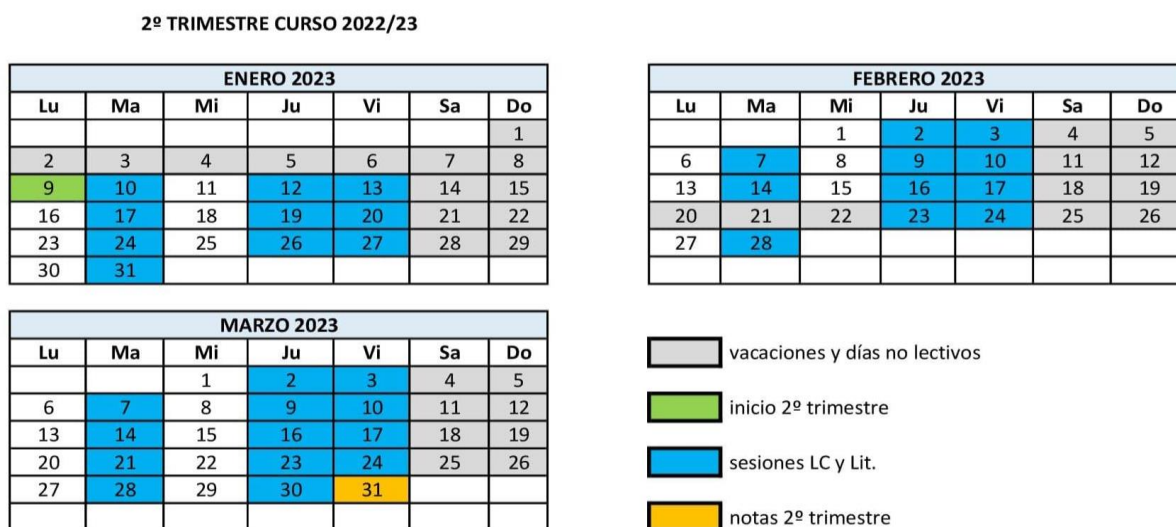 2º TRIMESTRE CURSO 2022/23
ENERO 2023
Lu Ma Mi Ju Vi Sa Do
1
2 3 4 5 6 7 8
9 10 11 12 13 14 15
16 17 18 19 20 21 22
23 24 25 26 27 28 29
30 31
FEBRERO 2023
Lu Ma Mi Ju Vi Sa Do
1 2 3 4 5
6 7 8 9 10 11 12
13 14 15 16 17 18 19
20 21 22 23 24 25 26
27 28
MARZO 2023
Lu Ma Mi Ju Vi Sa Do
1 2 3 4 5
6 7 8 9 10 11 12
13 14 15 16 17 18 19
20 21 22 23 24 25 26
27 28 29 30 31
vacaciones y días no lectivos
inicio 2º trimestre
sesiones LC y Lit.
notas 2º trimestre